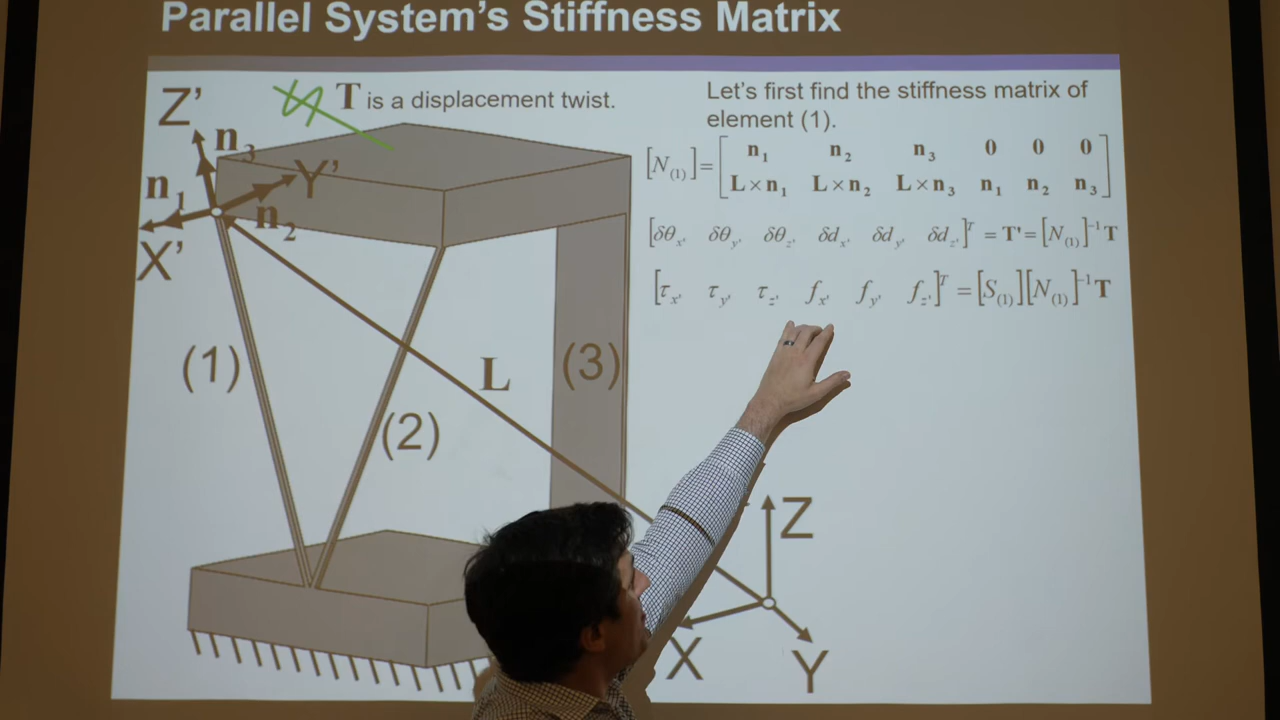 Parallel System's Stiffness Matrix
T is a displacement twist.
Let's first find the stiffness matrix of
element (1).
[N(1)]=[n1 n2 n3 0 0 0
L×n1 L×n2 L×n3 n1 n2 n3]
[δθx' δθy' δθz' δdx' δdy' δdz']^T =T'=[N(1)]^-1 T
[τx' τy' τz' fx' fy' fz']^T =[S(1)][N(1)]^-1 T
Z'
n3
Y'
n1
n2
X'
(1)
(2)
(3)
L
Z
X
Y